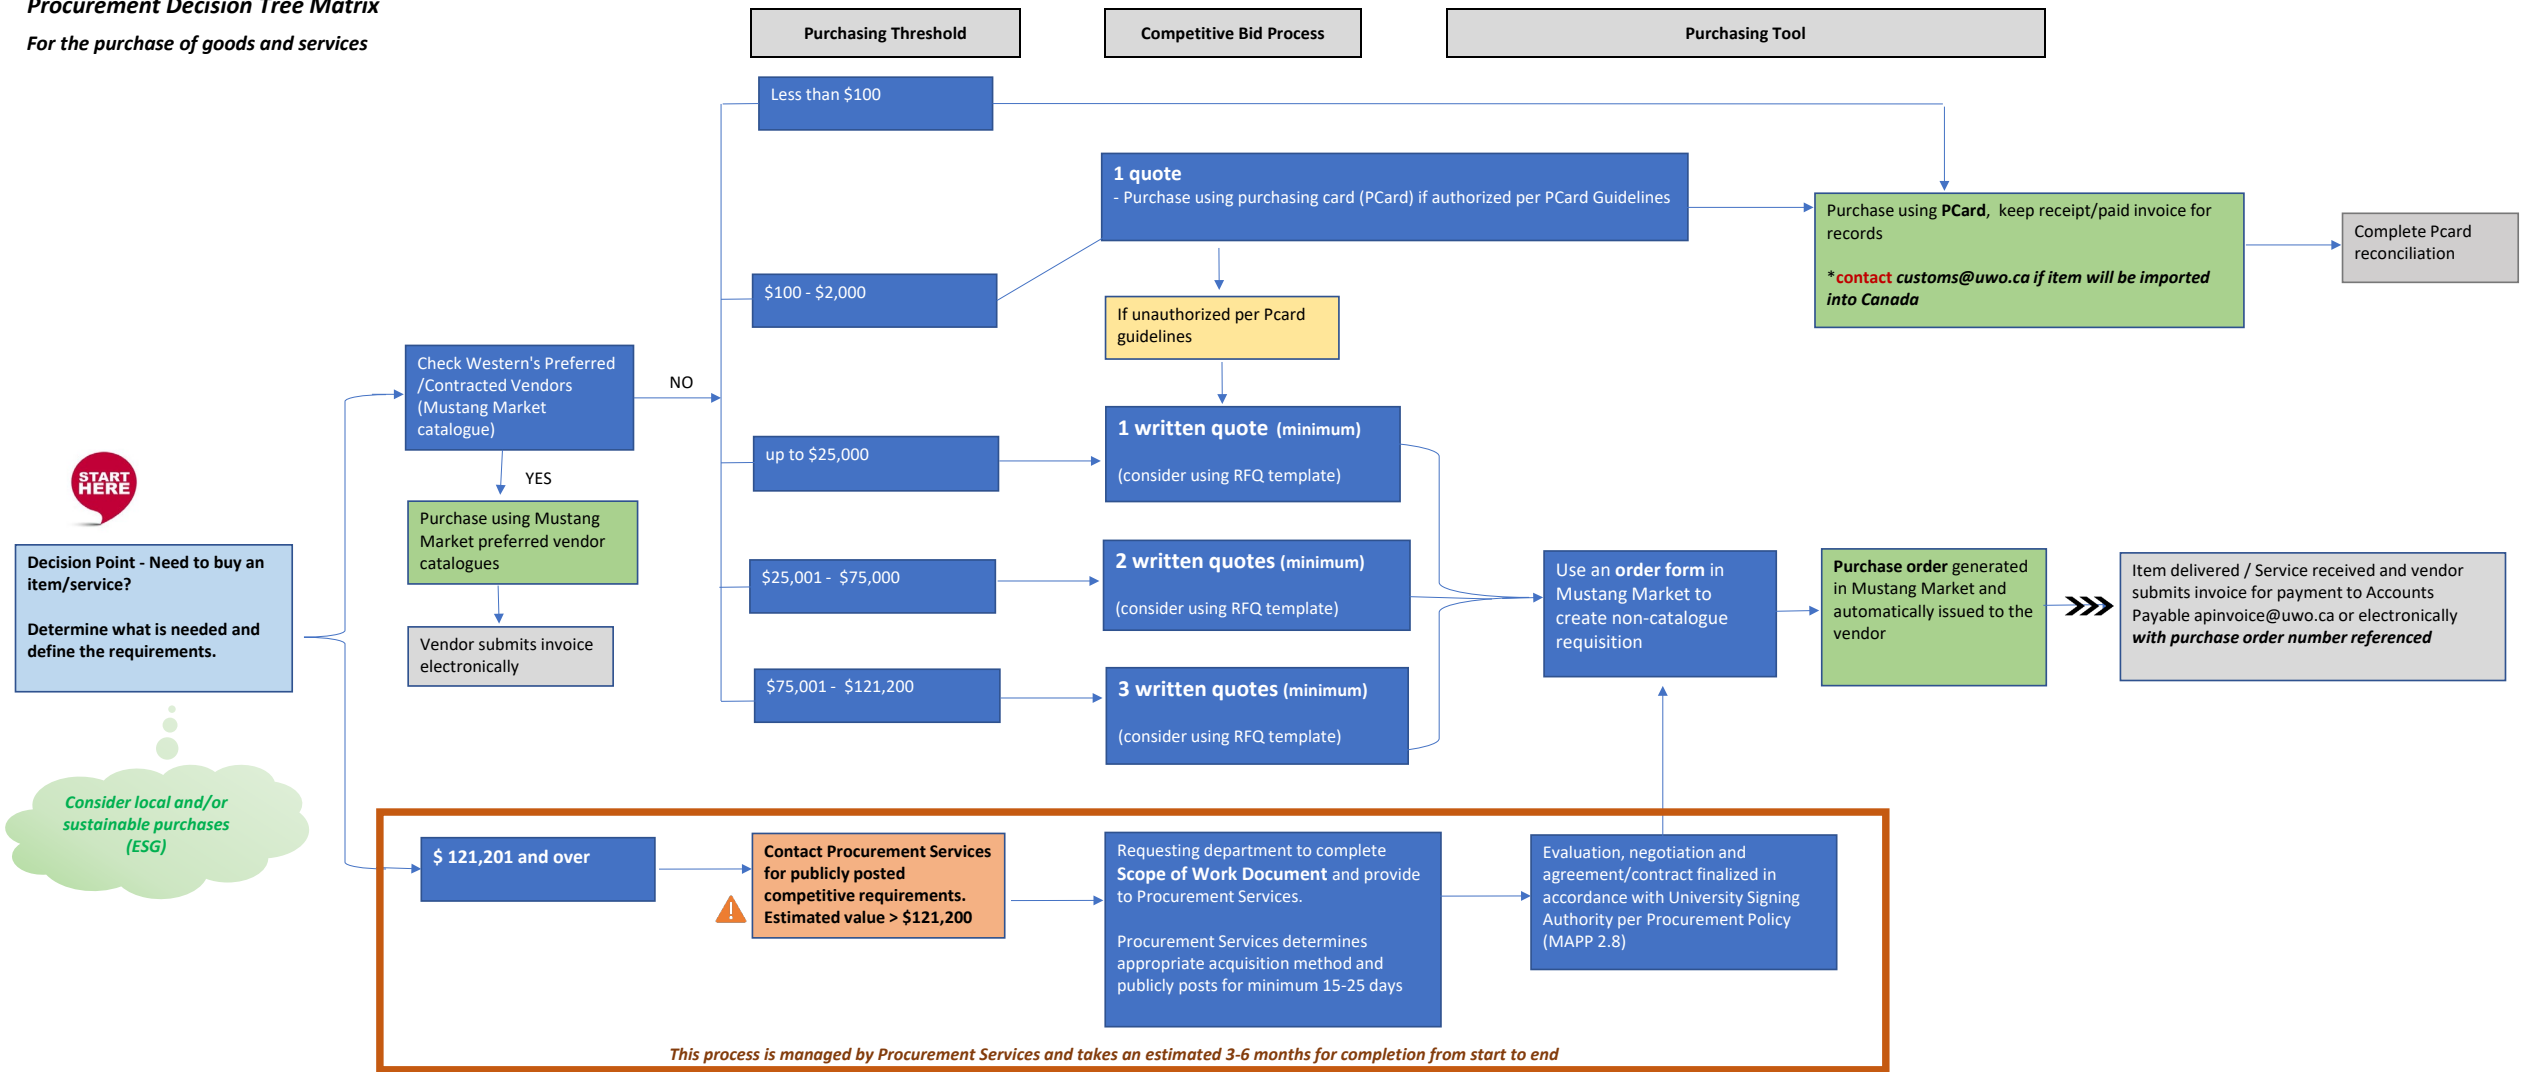 Procurement Decision Tree Matrix
For the purchase of goods and services
Purchasing Threshold
Competitive Bid Process
Purchasing Tool
Less than $100
1 quote
- Purchase using purchasing card (PCard) if authorized per PCard Guidelines
Purchase using PCard,  keep receipt/paid invoice for
records
*contact customs@uwo.ca if item will be imported
into Canada
Complete Pcard
reconciliation
$100 - $2,000
If unauthorized per Pcard
guidelines
Check Western's Preferred
/Contracted Vendors
(Mustang Market
catalogue)
NO
YES
Purchase using Mustang
Market preferred vendor
catalogues
Vendor submits invoice
electronically
up to $25,000
1 written quote (minimum)
(consider using RFQ template)
START
HERE
Decision Point - Need to buy an
item/service?
Determine what is needed and
define the requirements.
$25,001 -  $75,000
2 written quotes (minimum)
(consider using RFQ template)
Use an order form in
Mustang Market to
create non-catalogue
requisition
Purchase order generated
in Mustang Market and
automatically issued to the
vendor
Item delivered / Service received and vendor
submits invoice for payment to Accounts
Payable apinvoice@uwo.ca or electronically
with purchase order number referenced
$75,001 -  $121,200
3 written quotes (minimum)
(consider using RFQ template)
Consider local and/or
sustainable purchases
(ESG)
$ 121,201 and over
Contact Procurement Services
for publicly posted
competitive requirements.
Estimated value > $121,200
Requesting department to complete
Scope of Work Document and provide
to Procurement Services.
Procurement Services determines
appropriate acquisition method and
publicly posts for minimum 15-25 days
Evaluation, negotiation and
agreement/contract finalized in
accordance with University Signing
Authority per Procurement Policy
(MAPP 2.8)
This process is managed by Procurement Services and takes an estimated 3-6 months for completion from start to end